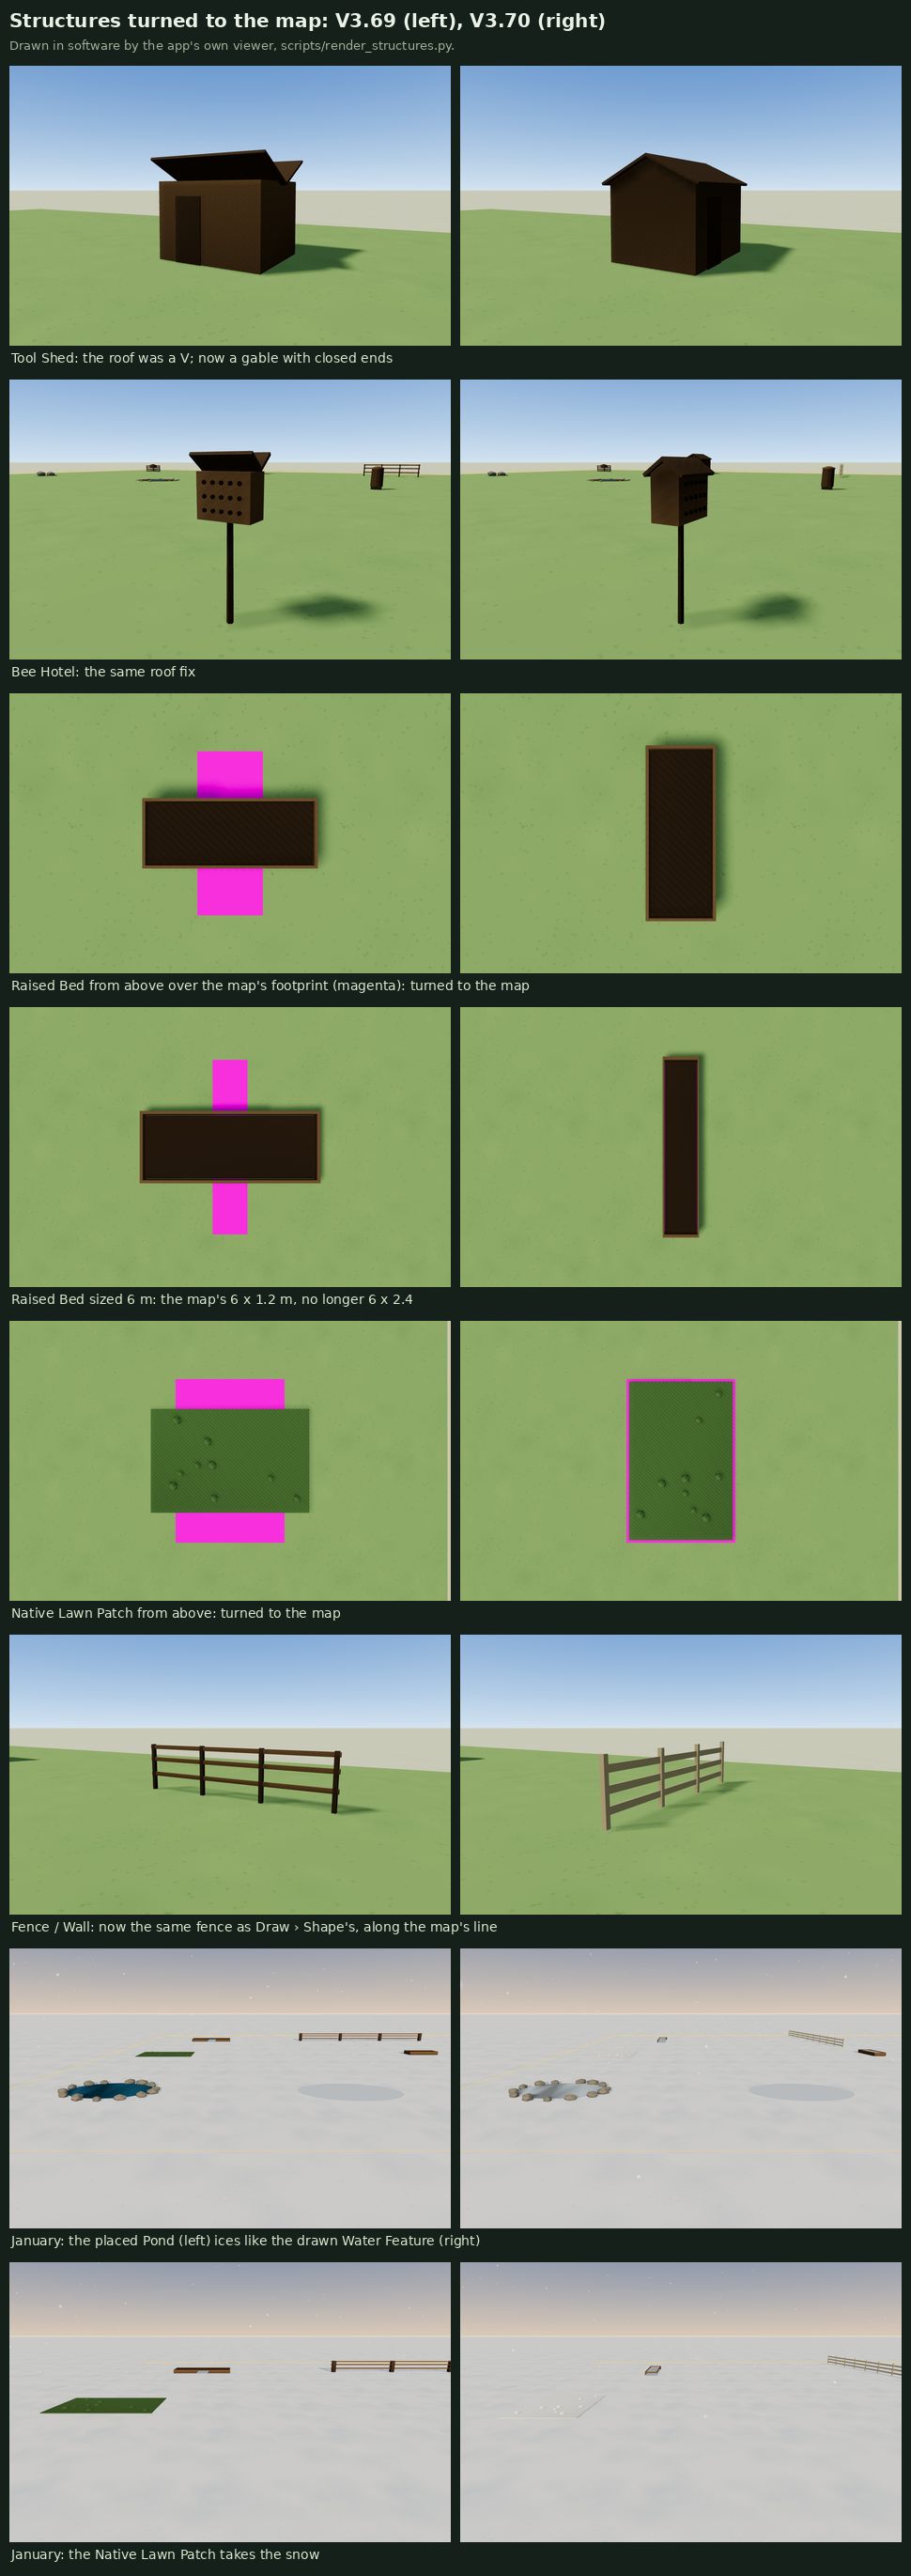 Structures turned to the map: V3.69 (left), V3.70 (right)
Drawn in software by the app's own viewer, scripts/render_structures.py.
Tool Shed: the roof was a V; now a gable with closed ends
Bee Hotel: the same roof fix
Raised Bed from above over the map's footprint (magenta): turned to the map
Raised Bed sized 6 m: the map's 6 x 1.2 m, no longer 6 x 2.4
Native Lawn Patch from above: turned to the map
Fence / Wall: now the same fence as Draw › Shape's, along the map's line
January: the placed Pond (left) ices like the drawn Water Feature (right)
January: the Native Lawn Patch takes the snow